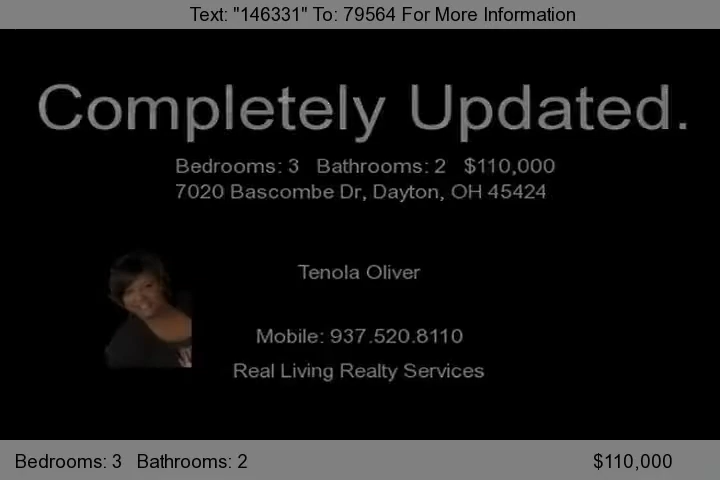 Text: "146331" To: 79564 For More Information
Completely Updated.
Bedrooms: 3 Bathrooms: 2 $110,000
7020 Bascombe Dr, Dayton, OH 45424
Tenola Oliver
Mobile: 937.520.8110
Real Living Realty Services
Bedrooms: 3 Bathrooms: 2 $110,000